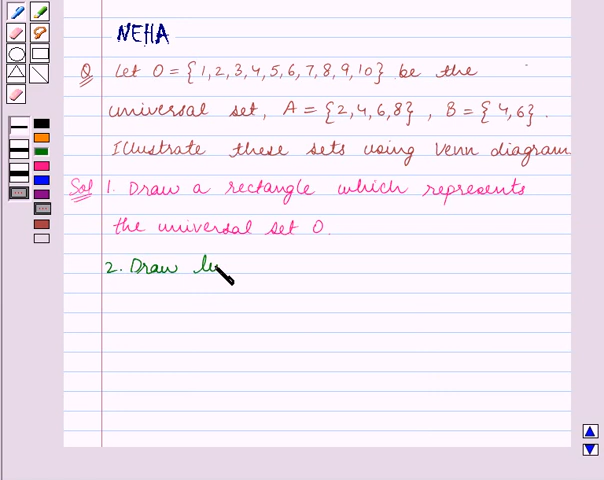 NEHA
Q Let O = {1,2,3,4,5,6,7,8,9,10} be the
universal set, A = {2,4,6,8}, B = {4,6}.
Illustrate these sets using Venn diagram
Sol 1. Draw a rectangle which represents
the universal set O.
2. Draw